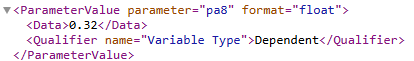 ▼<ParameterValue parameter="pa8" format="float">
<Data>0.32</Data>
<Qualifier name="Variable Type">Dependent</Qualifier>
</ParameterValue>